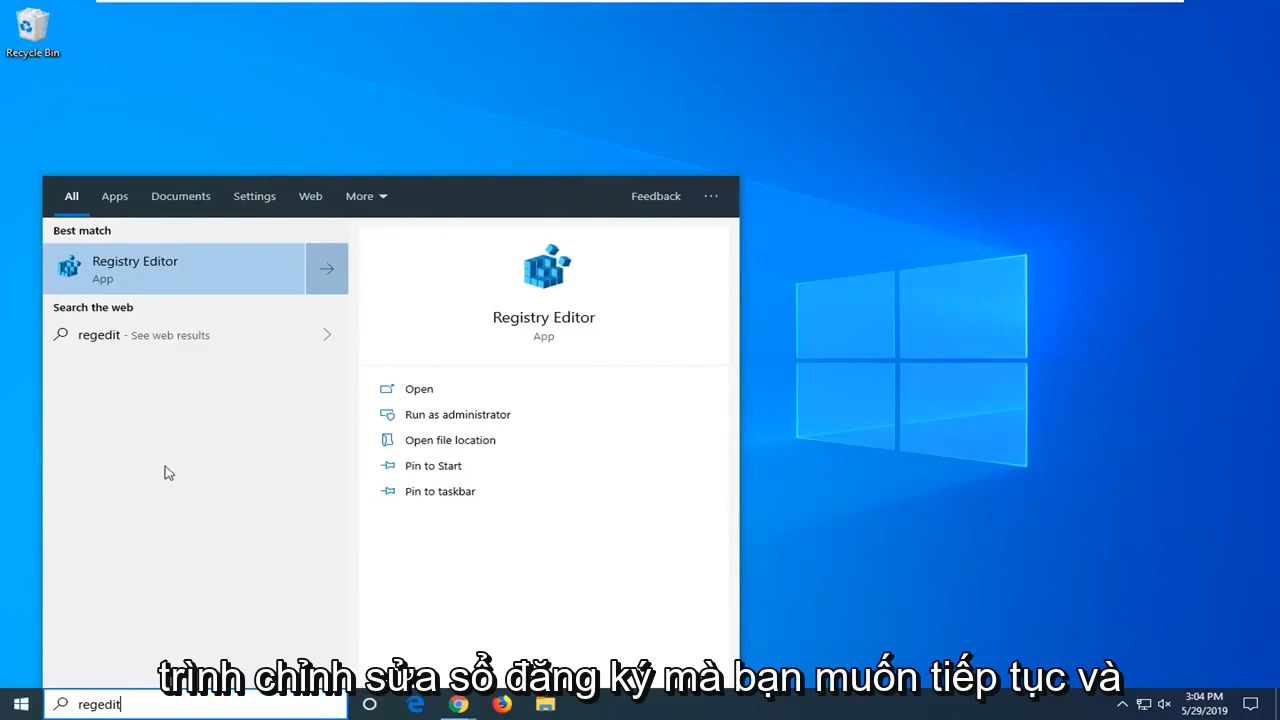 Recycle Bin
All Apps Documents Settings Web More Feedback ···
Best match
Registry Editor
App
Search the web
regedit - See web results
Registry Editor
App
Open
Run as administrator
Open file location
Pin to Start
Pin to taskbar
trình chỉnh sửa sổ đăng ký mà bạn muốn tiếp tục và
regedit
3:04 PM
5/29/2019